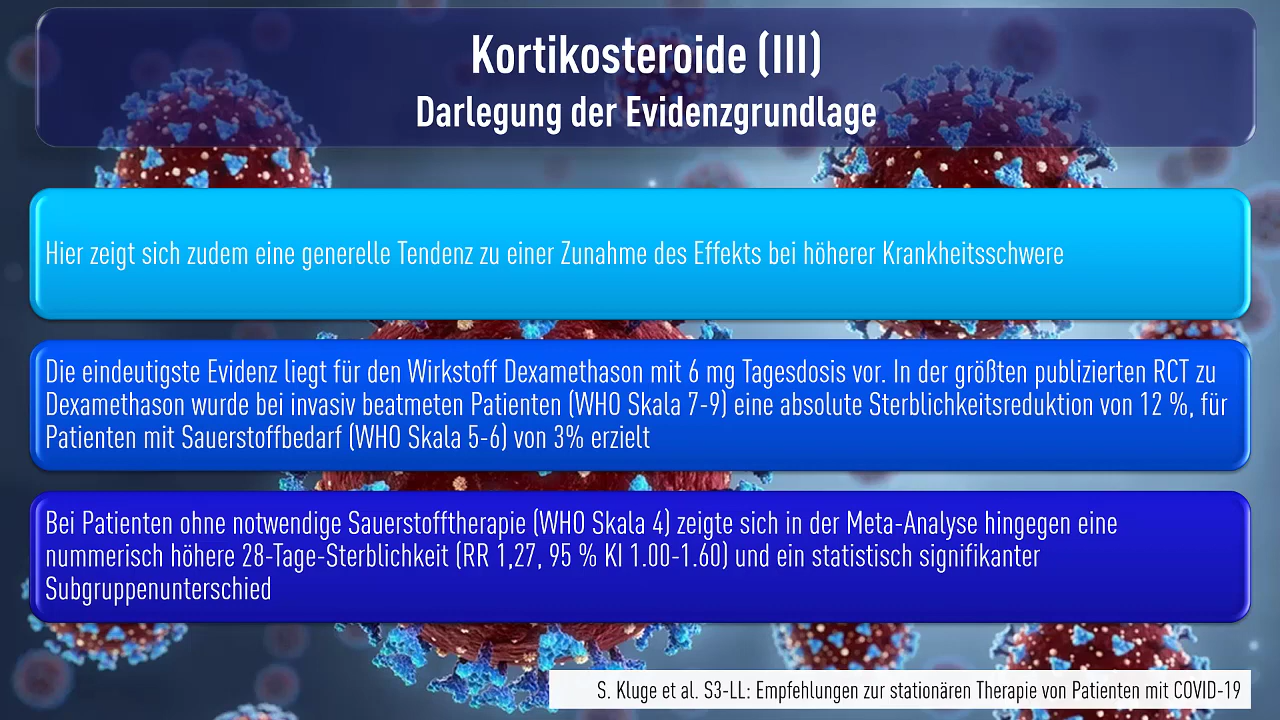 Kortikosteroide (III)
Darlegung der Evidenzgrundlage
Hier zeigt sich zudem eine generelle Tendenz zu einer Zunahme des Effekts bei höherer Krankheitsschwere
Die eindeutigste Evidenz liegt für den Wirkstoff Dexamethason mit 6 mg Tagesdosis vor. In der größten publizierten RCT zu
Dexamethason wurde bei invasiv beatmeten Patienten (WHO Skala 7-9) eine absolute Sterblichkeitsreduktion von 12 %, für
Patienten mit Sauerstoffbedarf (WHO Skala 5-6) von 3% erzielt
Bei Patienten ohne notwendige Sauerstofftherapie (WHO Skala 4) zeigte sich in der Meta-Analyse hingegen eine
nummerisch höhere 28-Tage-Sterblichkeit (RR 1,27, 95 % KI 1.00-1.60) und ein statistisch signifikanter
Subgruppenunterschied
S. Kluge et al. S3-LL: Empfehlungen zur stationären Therapie von Patienten mit COVID-19